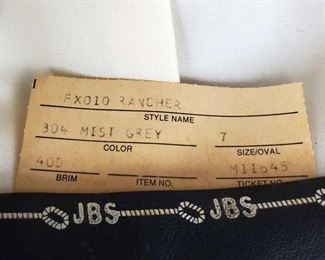 FX010 RANCHER
STYLE NAME
304 MIST GREY 7
COLOR SIZE/OVAL
400 M11645
BRIM ITEM NO. TICKET NO.
JBS JBS